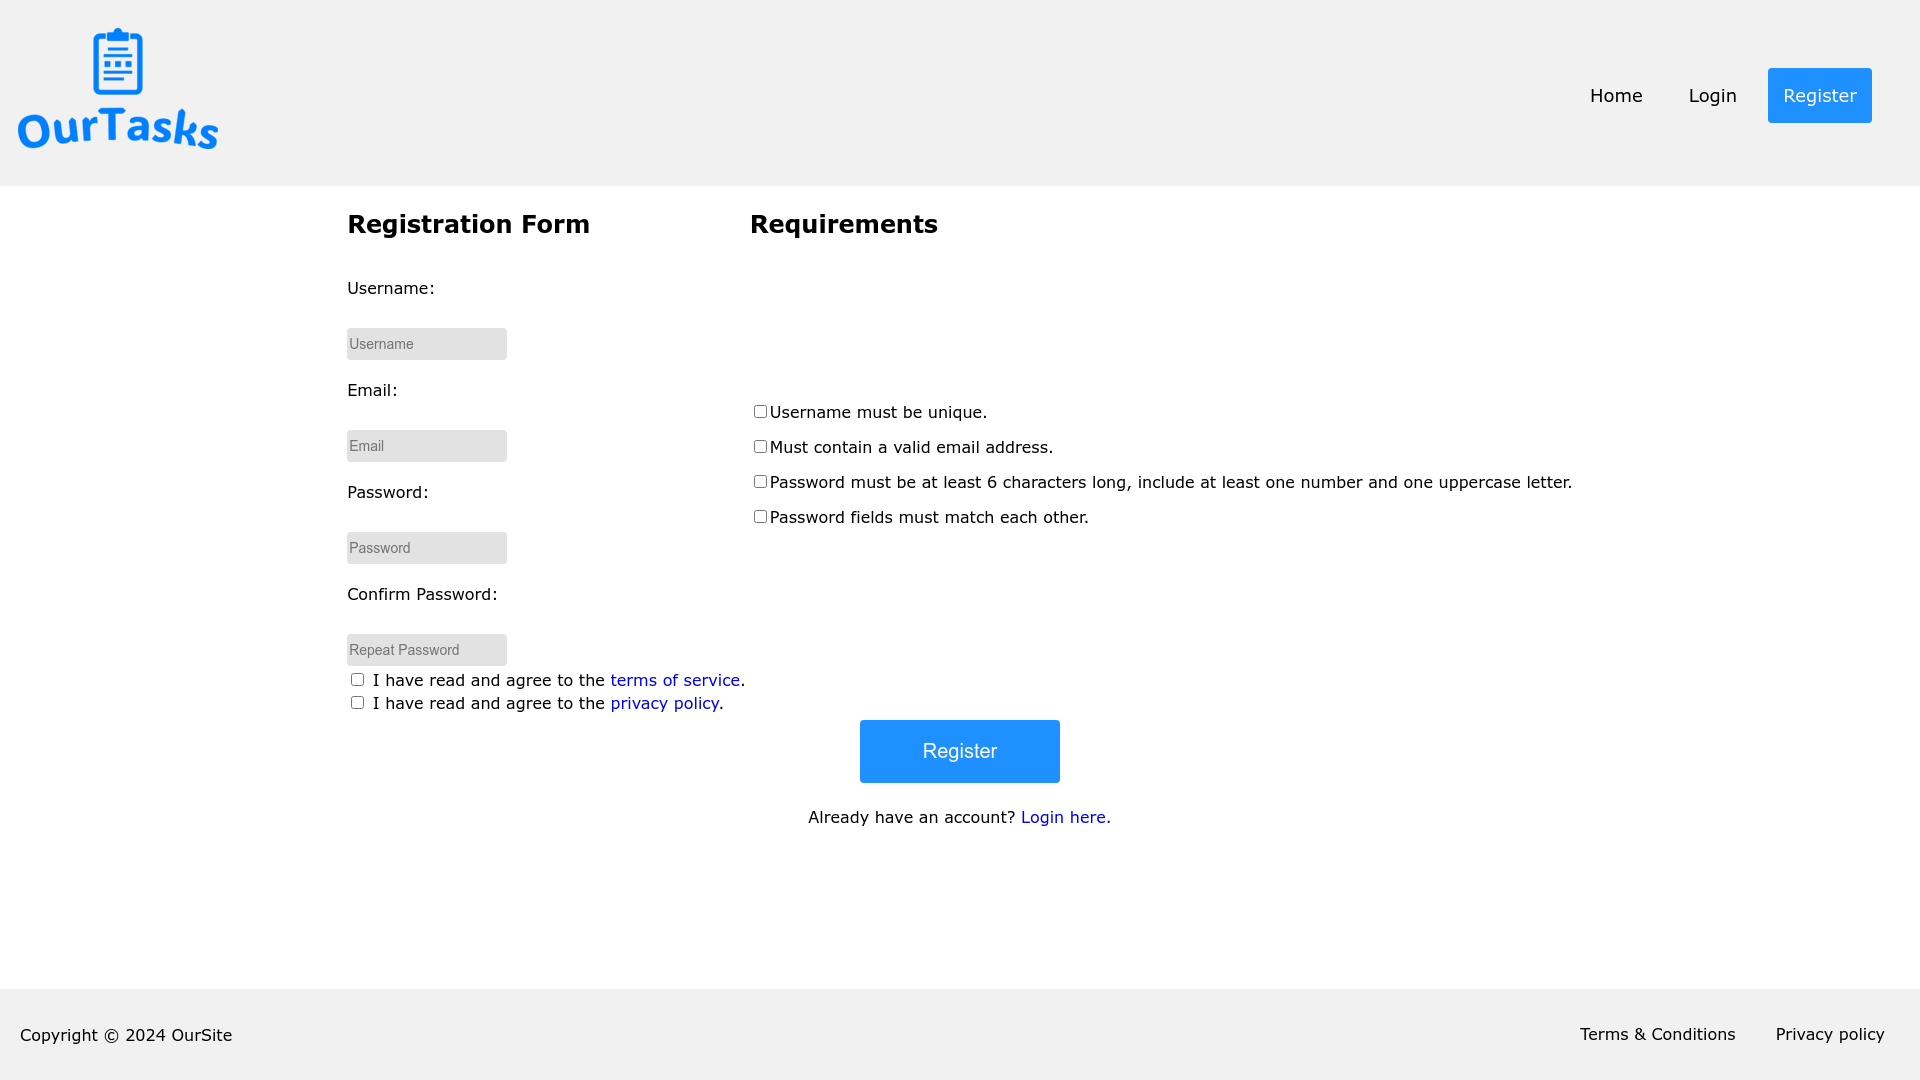 OurTasks
Home
Login
Register
Registration Form
Username:
Username
Email:
Email
Password:
Password
Confirm Password:
Repeat Password
I have read and agree to the terms of service.
I have read and agree to the privacy policy.
Requirements
Username must be unique.
Must contain a valid email address.
Password must be at least 6 characters long, include at least one number and one uppercase letter.
Password fields must match each other.
Register
Already have an account? Login here.
Copyright © 2024 OurSite
Terms & Conditions
Privacy policy